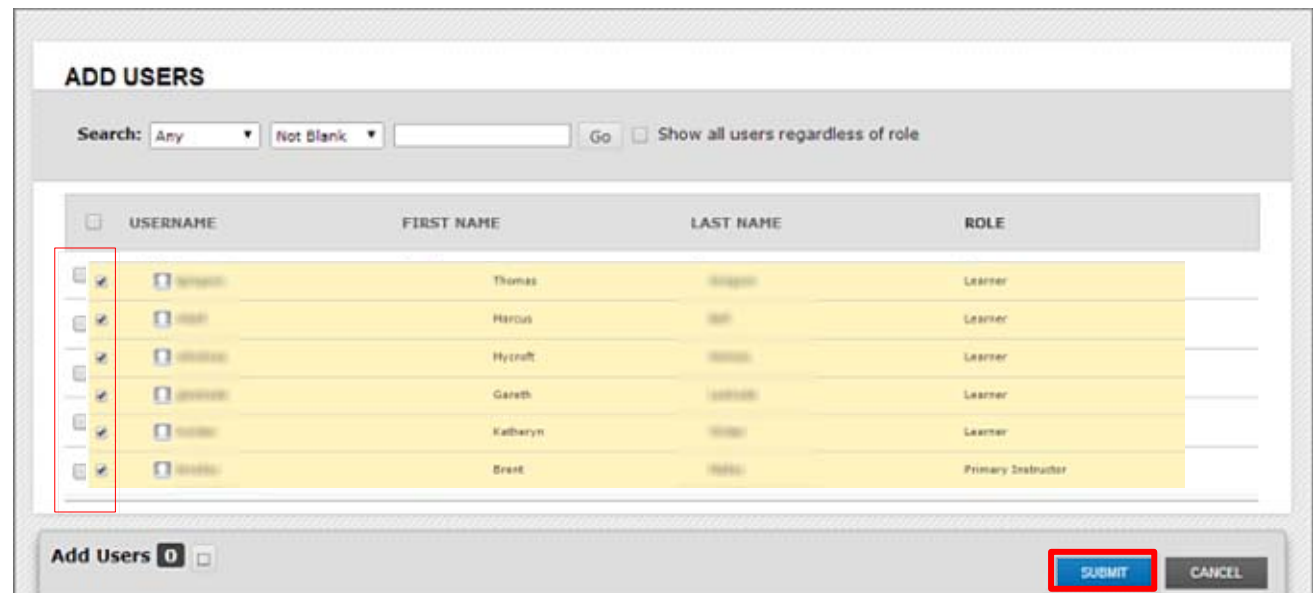 ADD USERS
Search: Any Not Blank Go Show all users regardless of role
USERNAME FIRST NAME LAST NAME ROLE
Thomas Learner
Marcus Learner
Mycroft Learner
Gareth Learner
Katheryn Learner
Brent Primary Instructor
Add Users 0
SUBMIT CANCEL